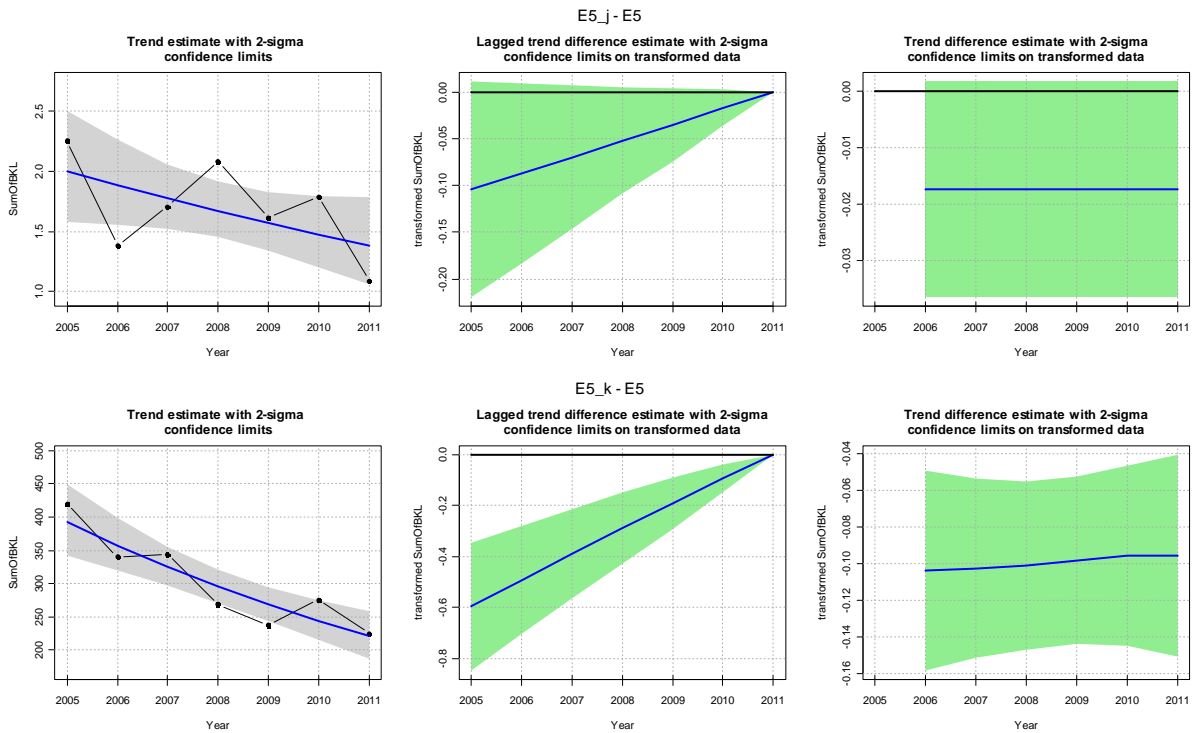 E5_j - E5
Trend estimate with 2-sigma
confidence limits
SumOfBKL
2.5
2.0
1.5
1.0
2005 2006 2007 2008 2009 2010 2011
Year
Lagged trend difference estimate with 2-sigma
confidence limits on transformed data
transformed SumOfBKL
0.00
-0.05
-0.10
-0.15
-0.20
2005 2006 2007 2008 2009 2010 2011
Year
Trend difference estimate with 2-sigma
confidence limits on transformed data
transformed SumOfBKL
0.00
-0.01
-0.02
-0.03
2005 2006 2007 2008 2009 2010 2011
Year
E5_k - E5
Trend estimate with 2-sigma
confidence limits
SumOfBKL
500
450
400
350
300
250
200
2005 2006 2007 2008 2009 2010 2011
Year
Lagged trend difference estimate with 2-sigma
confidence limits on transformed data
transformed SumOfBKL
0.0
-0.2
-0.4
-0.6
-0.8
2005 2006 2007 2008 2009 2010 2011
Year
Trend difference estimate with 2-sigma
confidence limits on transformed data
transformed SumOfBKL
-0.04
-0.06
-0.08
-0.10
-0.12
-0.14
-0.16
2005 2006 2007 2008 2009 2010 2011
Year